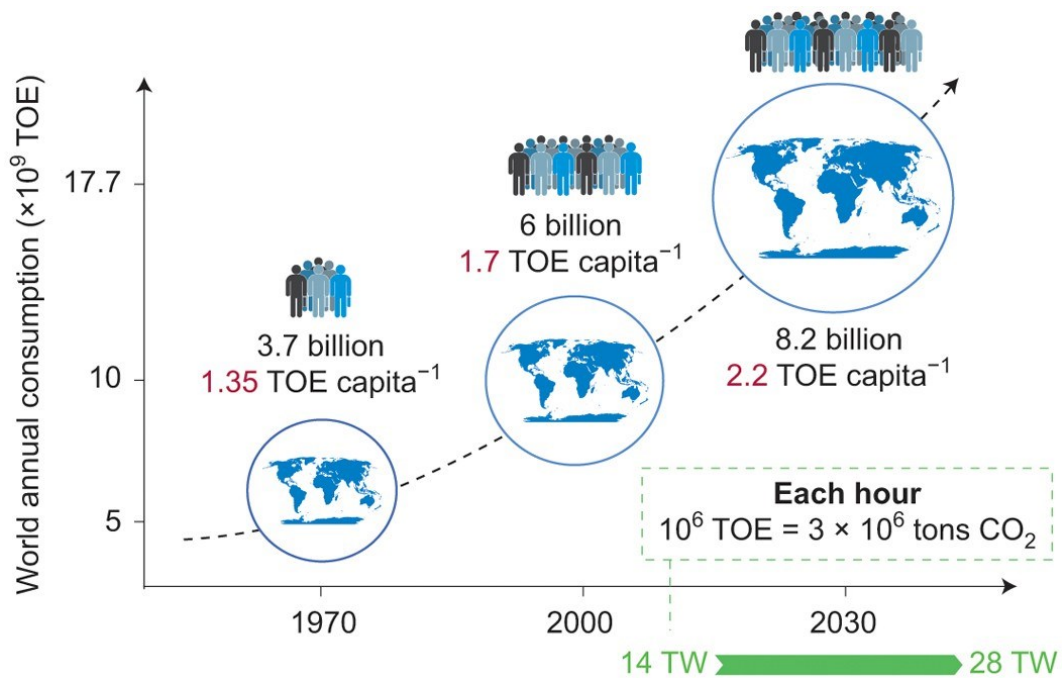 World annual consumption (×10⁹ TOE)
17.7
10
5
3.7 billion
1.35 TOE capita⁻¹
6 billion
1.7 TOE capita⁻¹
8.2 billion
2.2 TOE capita⁻¹
Each hour
10⁶ TOE = 3 × 10⁶ tons CO₂
1970
2000
2030
14 TW
28 TW